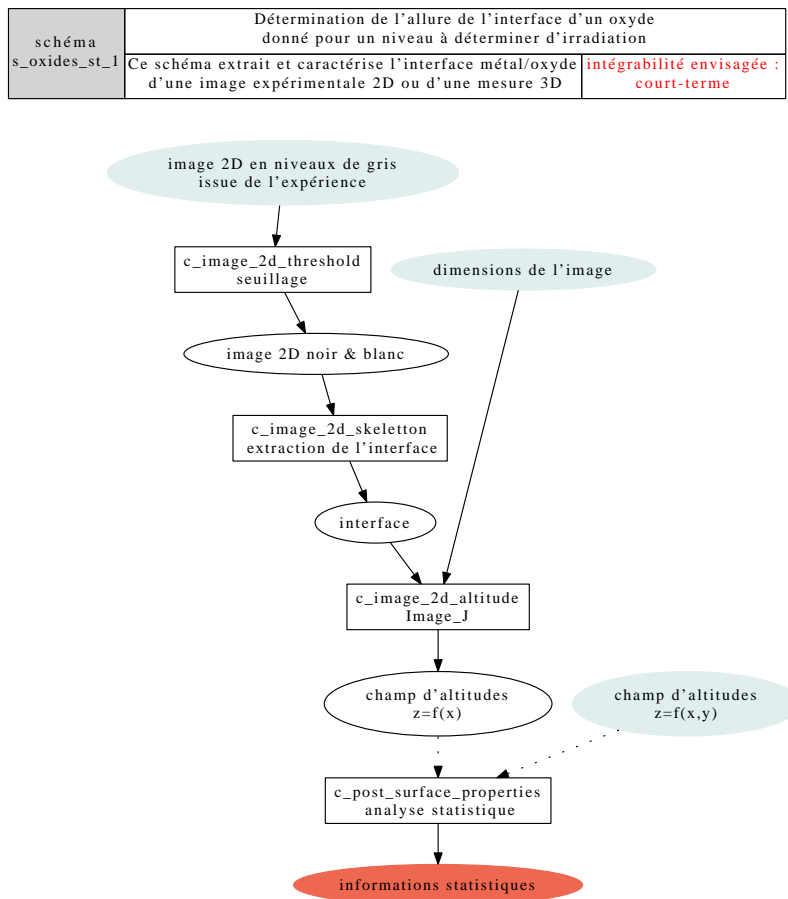 schéma
s_oxides_st_1
Détermination de l’allure de l’interface d’un oxyde
donné pour un niveau à déterminer d’irradiation
Ce schéma extrait et caractérise l’interface métal/oxyde
d’une image expérimentale 2D ou d’une mesure 3D
intégrabilité envisagée :
court-terme
image 2D en niveaux de gris
issue de l’expérience
c_image_2d_threshold
seuillage
dimensions de l’image
image 2D noir & blanc
c_image_2d_skeletton
extraction de l’interface
interface
c_image_2d_altitude
Image_J
champ d’altitudes
z=f(x)
champ d’altitudes
z=f(x,y)
c_post_surface_properties
analyse statistique
informations statistiques